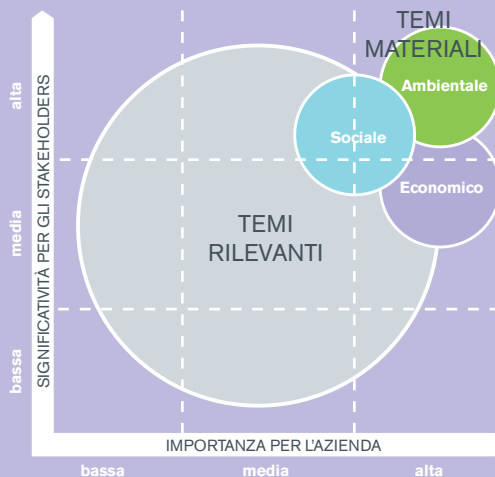 TEMI
MATERIALI
Ambientale
Sociale
Economico
TEMI
RILEVANTI
alta
media
bassa
SIGNIFICATIVITÀ PER GLI STAKEHOLDERS
IMPORTANZA PER L'AZIENDA
bassa
media
alta